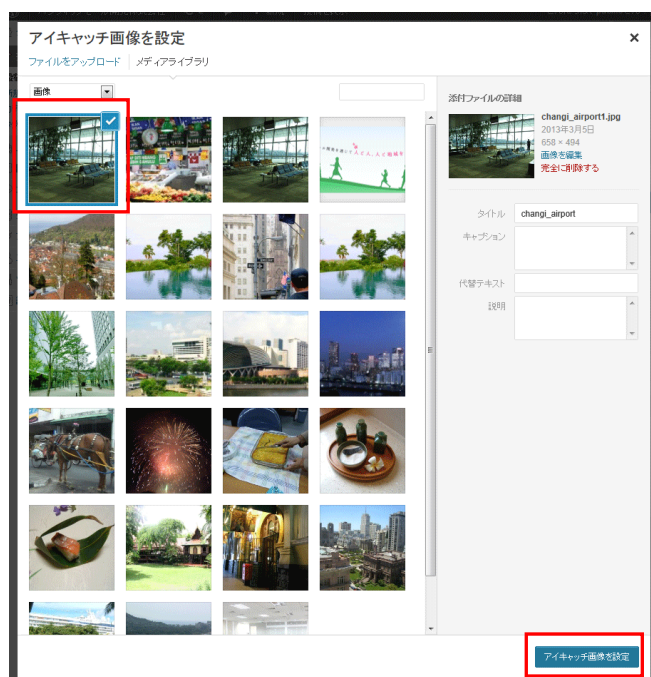 アイキャッチ画像を設定
×
ファイルをアップロード
メディアライブラリ
画像
添付ファイルの詳細
changi_airport1.jpg
2013年3月5日
658 × 494
画像を編集
完全に削除する
タイトル
changi_airport
キャプション
代替テキスト
説明
アイキャッチ画像を設定